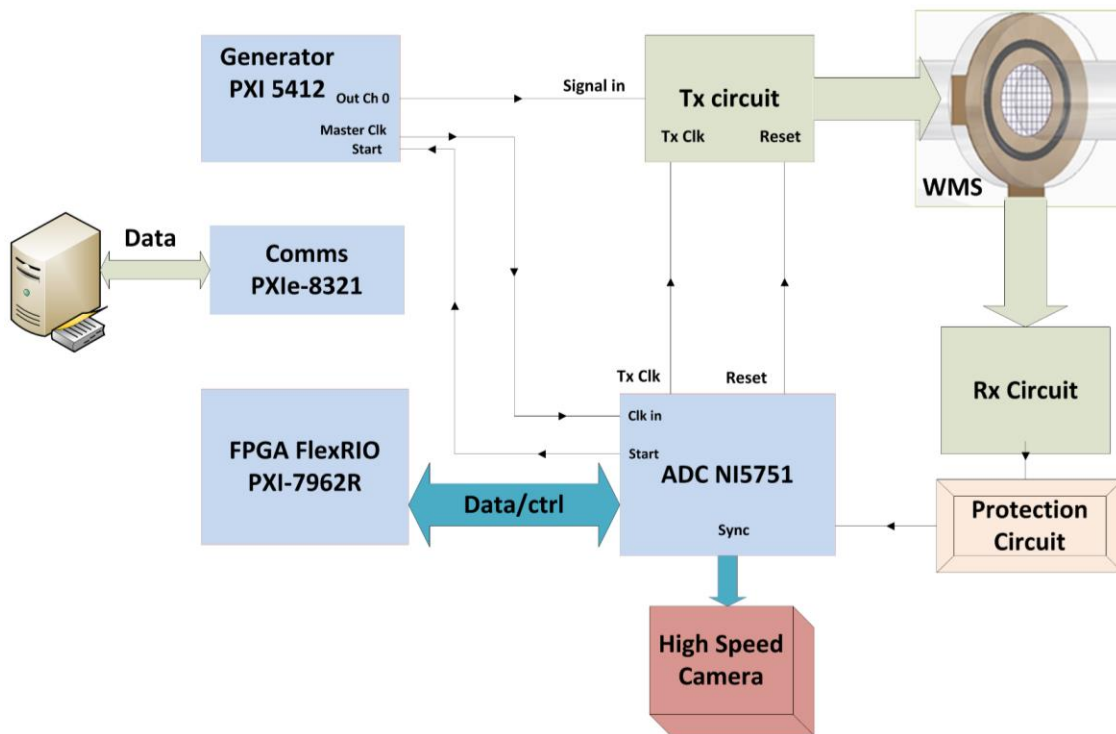 Generator
PXI 5412
Out Ch 0
Master Clk
Start
Signal in
Tx circuit
Tx Clk
Reset
WMS
Data
Comms
PXIe-8321
Rx Circuit
Tx Clk
Reset
FPGA FlexRIO
PXI-7962R
Data/ctrl
Clk in
Start
ADC NI5751
Sync
Protection
Circuit
High Speed
Camera